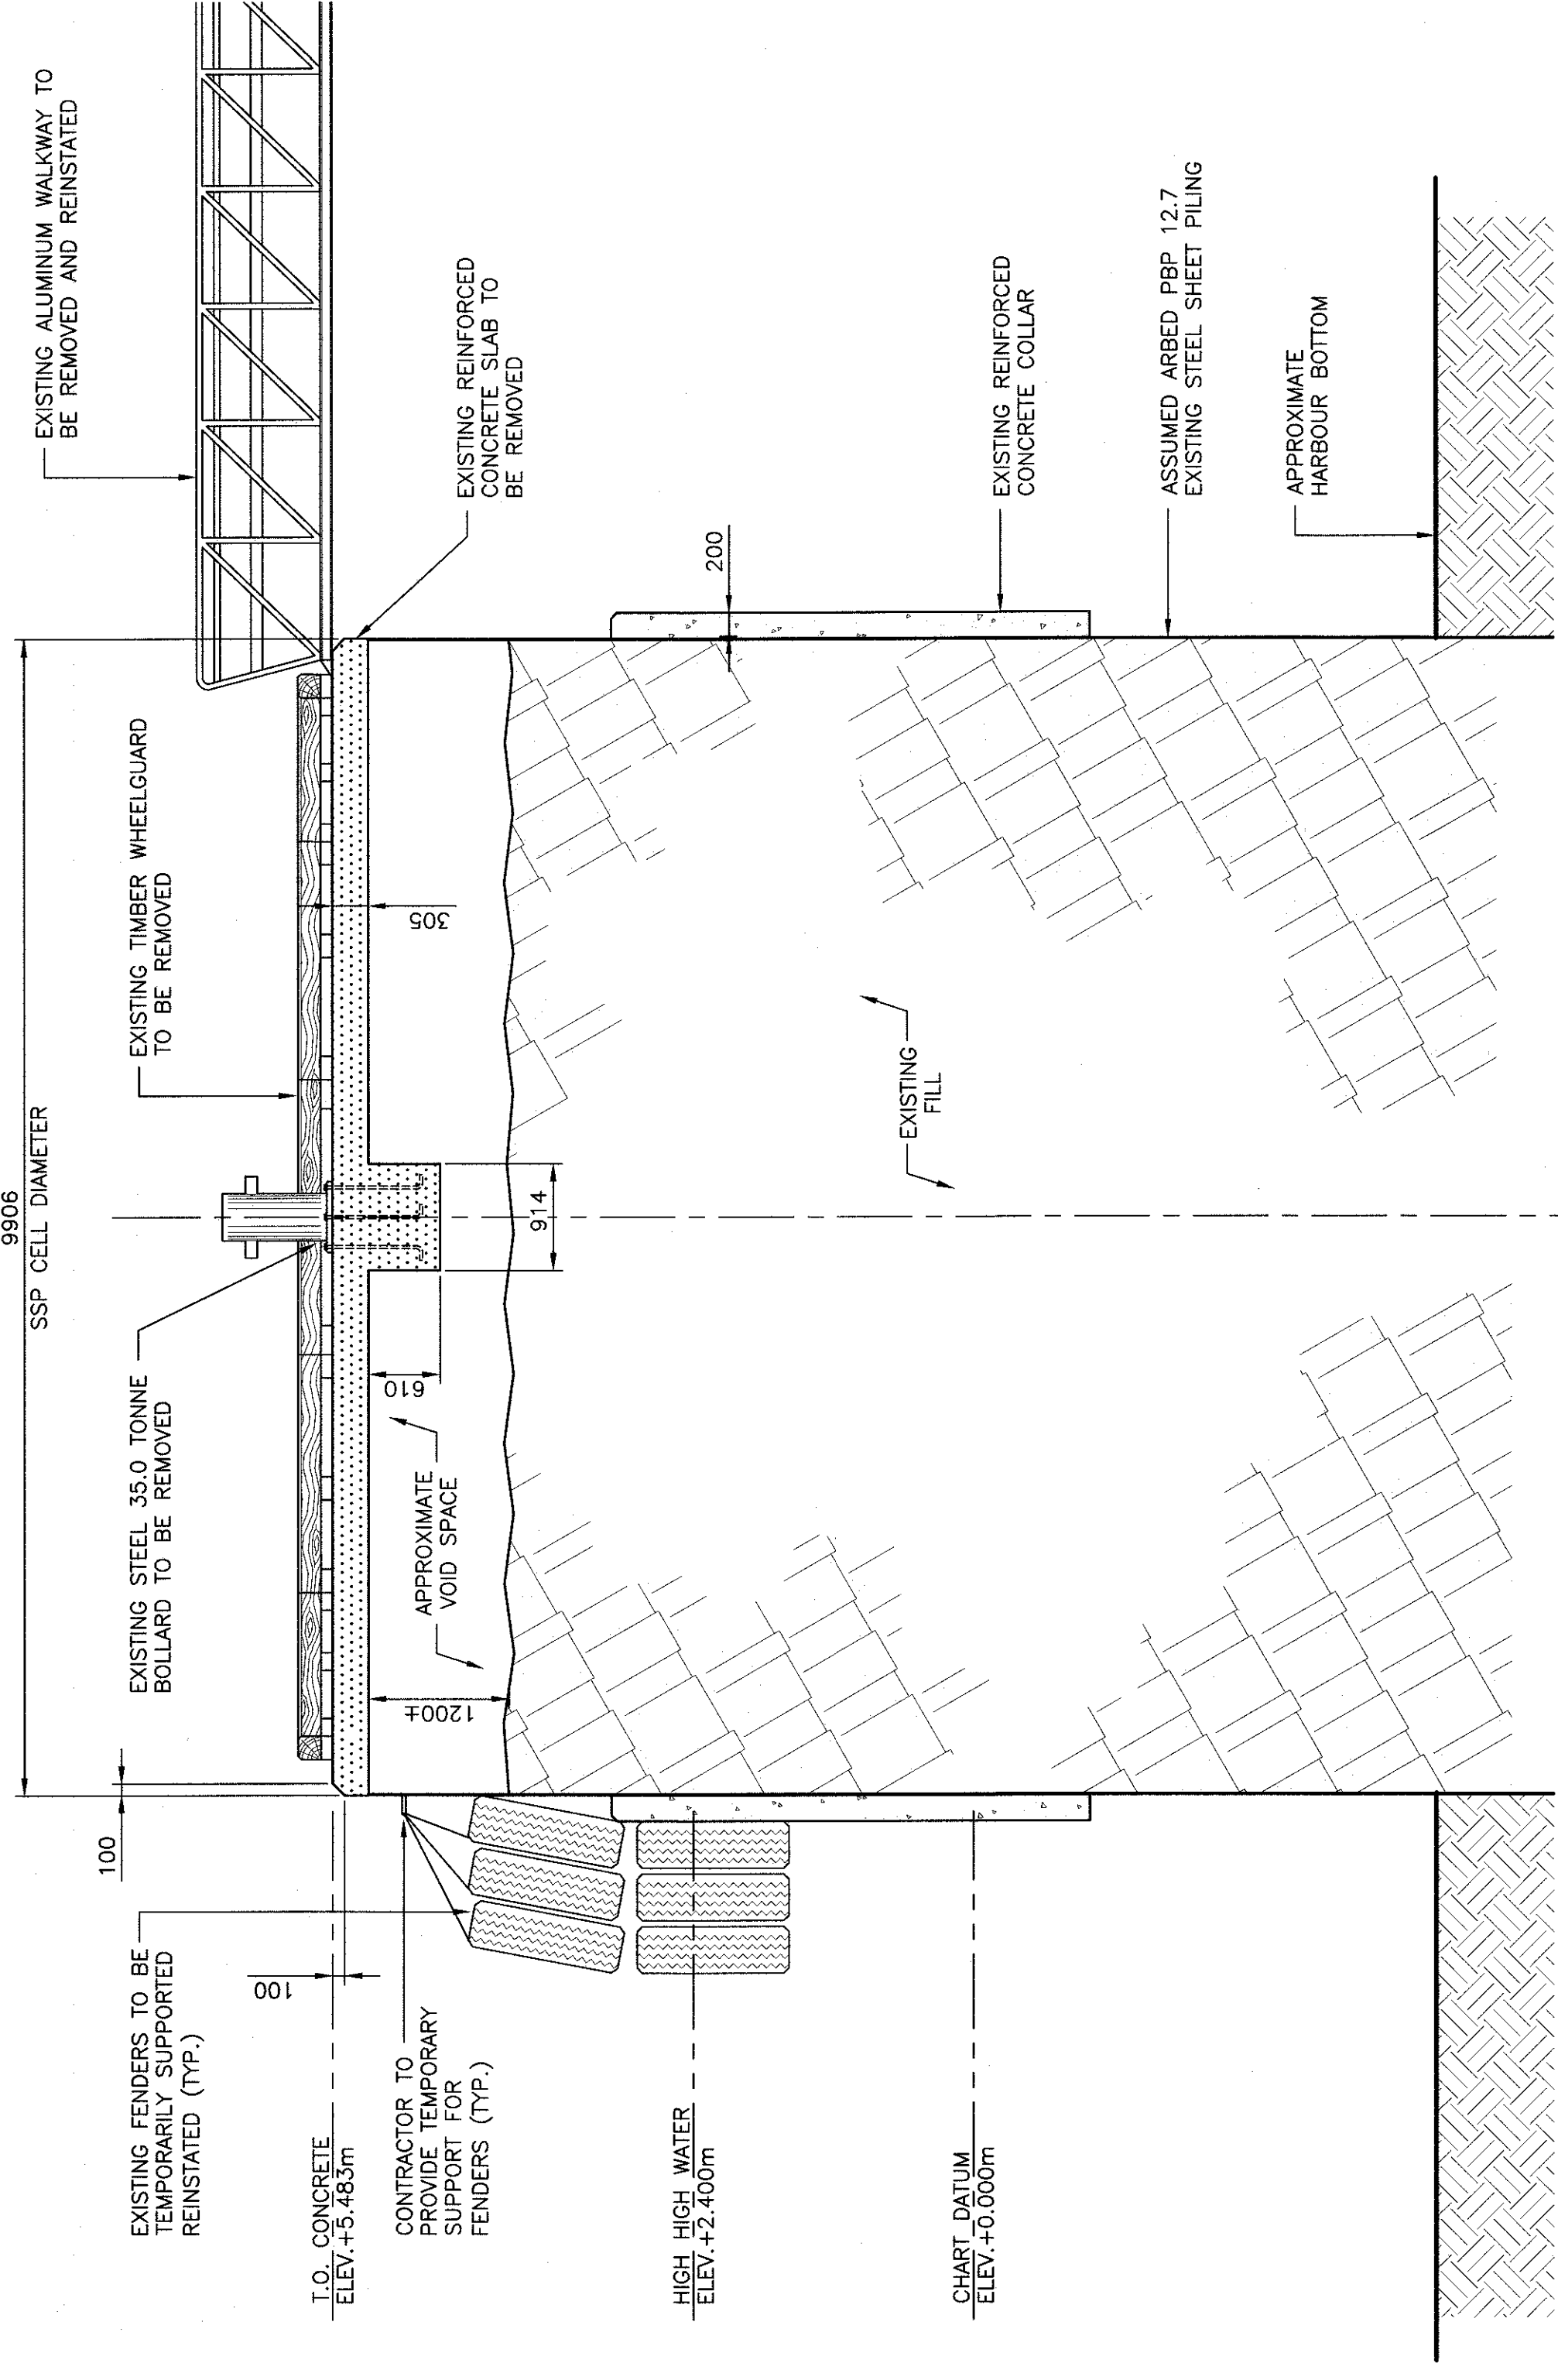 9906
SSP CELL DIAMETER
EXISTING ALUMINUM WALKWAY TO
BE REMOVED AND REINSTATED
EXISTING TIMBER WHEELGUARD
TO BE REMOVED
EXISTING STEEL 35.0 TONNE
BOLLARD TO BE REMOVED
EXISTING FENDERS TO BE
TEMPORARILY SUPPORTED
REINSTATED (TYP.)
100
100
T.O. CONCRETE
ELEV.+5.483m
CONTRACTOR TO
PROVIDE TEMPORARY
SUPPORT FOR
FENDERS (TYP.)
1200±
APPROXIMATE
VOID SPACE
610
914
305
EXISTING REINFORCED
CONCRETE SLAB TO
BE REMOVED
200
HIGH HIGH WATER
ELEV.+2.400m
EXISTING
FILL
EXISTING REINFORCED
CONCRETE COLLAR
CHART DATUM
ELEV.+0.000m
ASSUMED ARBED PBP 12.7
EXISTING STEEL SHEET PILING
APPROXIMATE
HARBOUR BOTTOM